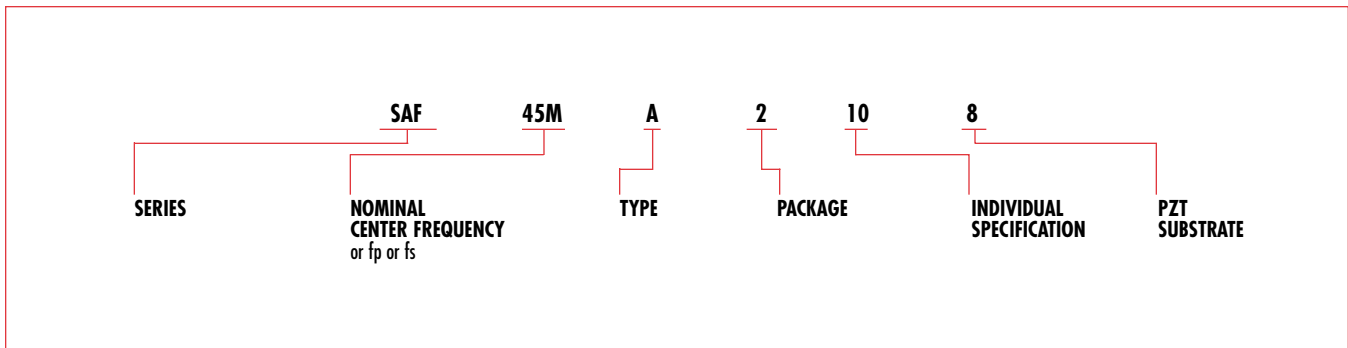 SAF 45M A 2 10 8
SERIES
NOMINAL
CENTER FREQUENCY
or fp or fs
TYPE
PACKAGE
INDIVIDUAL
SPECIFICATION
PZT
SUBSTRATE